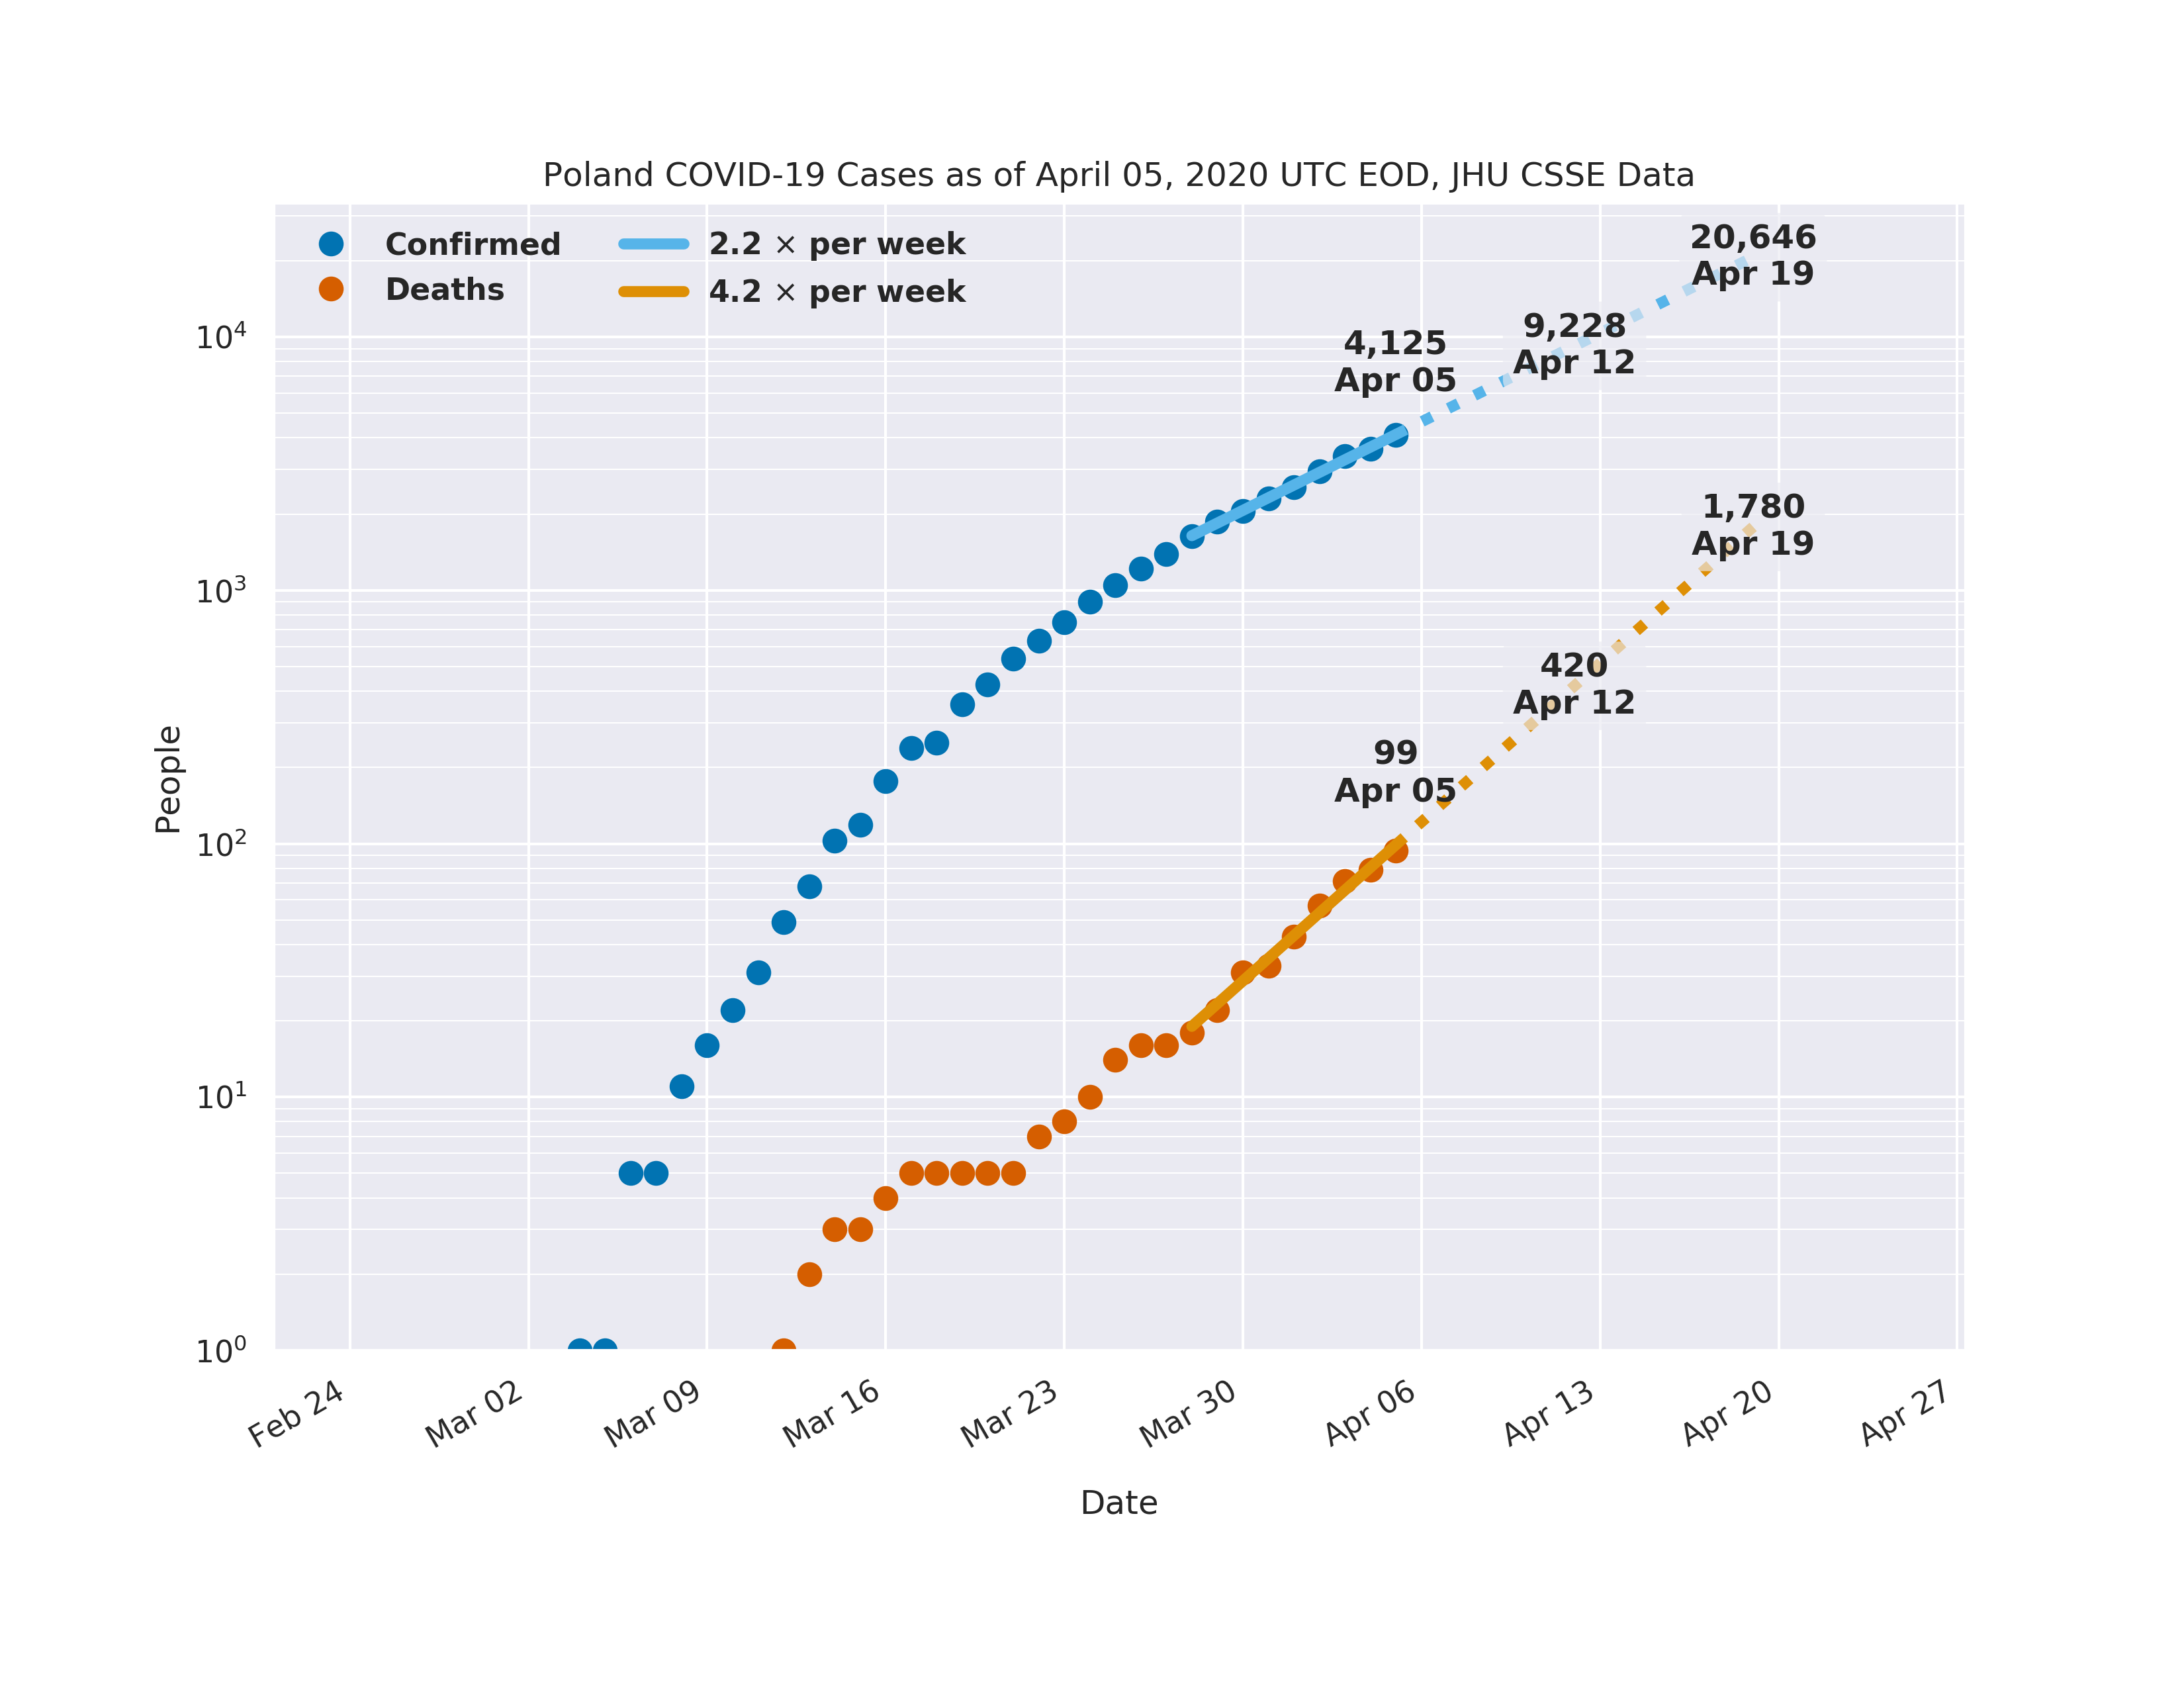 Poland COVID-19 Cases as of April 05, 2020 UTC EOD, JHU CSSE Data
Confirmed
Deaths
2.2 × per week
4.2 × per week
20,646
Apr 19
9,228
Apr 12
4,125
Apr 05
1,780
Apr 19
420
Apr 12
99
Apr 05
People
10⁴
10³
10²
10¹
10⁰
Feb 24
Mar 02
Mar 09
Mar 16
Mar 23
Mar 30
Apr 06
Apr 13
Apr 20
Apr 27
Date